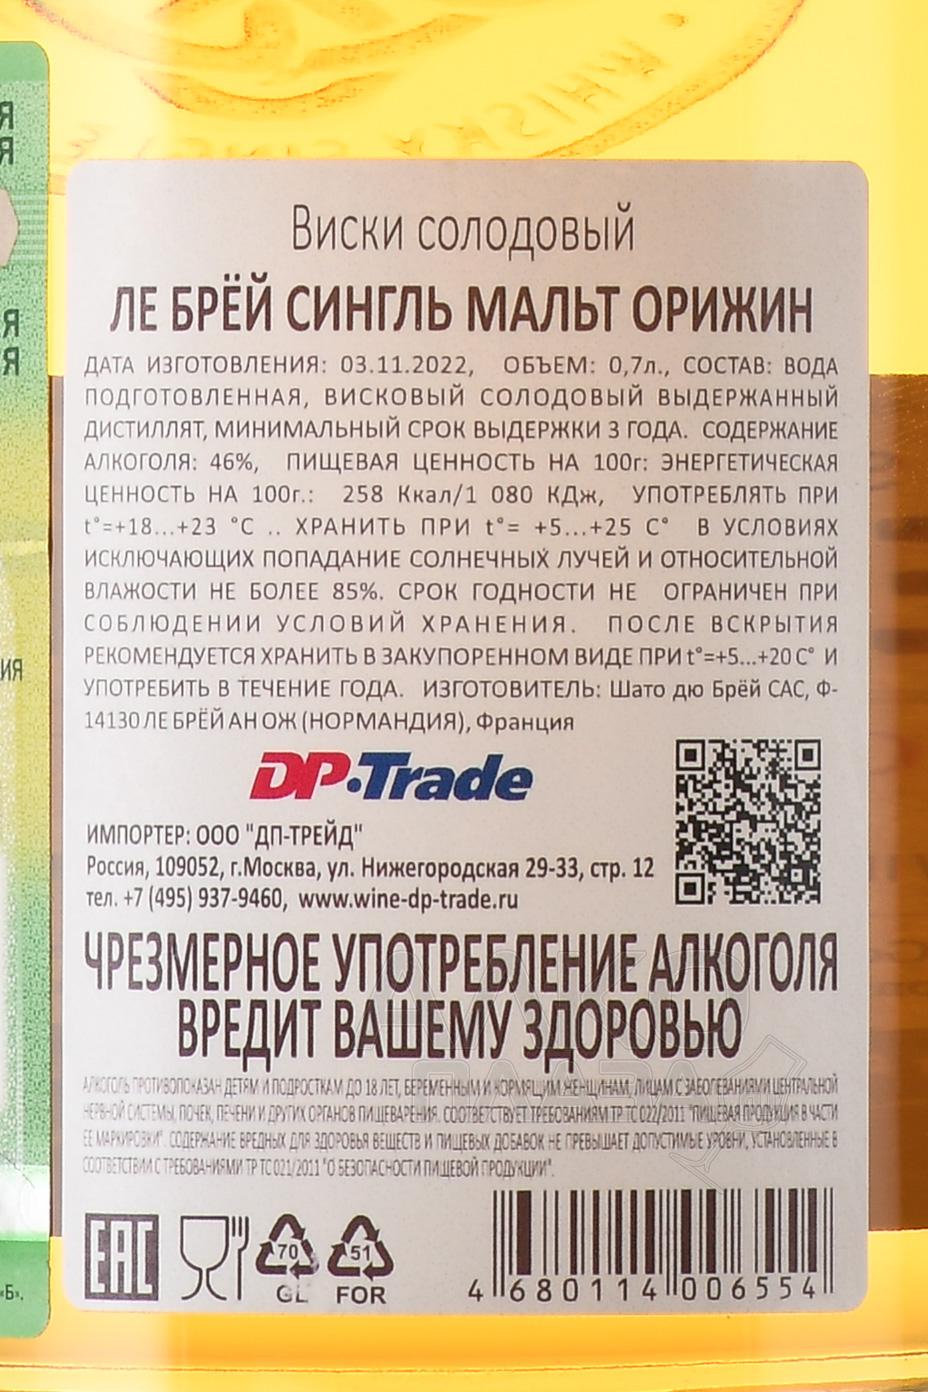 Виски солодовый
ЛЕ БРЁЙ СИНГЛЬ МАЛЬТ ОРИЖИН
ДАТА ИЗГОТОВЛЕНИЯ: 03.11.2022, ОБЪЕМ: 0,7л., СОСТАВ: ВОДА
ПОДГОТОВЛЕННАЯ, ВИСКОВЫЙ СОЛОДОВЫЙ ВЫДЕРЖАННЫЙ
ДИСТИЛЛЯТ, МИНИМАЛЬНЫЙ СРОК ВЫДЕРЖКИ 3 ГОДА. СОДЕРЖАНИЕ
АЛКОГОЛЯ: 46%, ПИЩЕВАЯ ЦЕННОСТЬ НА 100г: ЭНЕРГЕТИЧЕСКАЯ
ЦЕННОСТЬ НА 100г.: 258 Ккал/1 080 КДж, УПОТРЕБЛЯТЬ ПРИ
t°=+18...+23 °C .. ХРАНИТЬ ПРИ t°= +5...+25 C° В УСЛОВИЯХ
ИСКЛЮЧАЮЩИХ ПОПАДАНИЕ СОЛНЕЧНЫХ ЛУЧЕЙ И ОТНОСИТЕЛЬНОЙ
ВЛАЖОСТИ НЕ БОЛЕЕ 85%. СРОК ГОДНОСТИ НЕ ОГРАНИЧЕН ПРИ
СОБЛЮДЕНИИ УСЛОВИЙ ХРАНЕНИЯ. ПОСЛЕ ВСКРЫТИЯ
РЕКОМЕНДУЕТСЯ ХРАНИТЬ В ЗАКУПОРЕННОМ ВИДЕ ПРИ t°=+5...+20 C° И
УПОТРЕБИТЬ В ТЕЧЕНИЕ ГОДА. ИЗГОТОВИТЕЛЬ: Шато дю Брёй САС, Ф-
14130 ЛЕ БРЁЙ АН ОЖ (НОРМАНДИЯ), Франция
DP.Trade
ИМПОРТЕР: ООО "ДП-ТРЕЙД"
Россия, 109052, г.Москва, ул. Нижегородская 29-33, стр. 12
тел. +7 (495) 937-9460, www.wine-dp-trade.ru
ЧРЕЗМЕРНОЕ УПОТРЕБЛЕНИЕ АЛКОГОЛЯ
ВРЕДИТ ВАШЕМУ ЗДОРОВЬЮ
АЛКОГОЛЬ ПРОТИВОПОКАЗАН ДЕТЯМ И ПОДРОСТКАМ ДО 18 ЛЕТ, БЕРЕМЕННЫМ И КОРМЯЩИМ ЖЕНЩИНАМ, ЛИЦАМ С ЗАБОЛЕВАНИЯМИ ЦЕНТРАЛЬНОЙ
НЕРВНОЙ СИСТЕМЫ, ПОЧЕК, ПЕЧЕНИ И ДРУГИХ ОРГАНОВ ПИЩЕВАРЕНИЯ. СООТВЕТСТВУЕТ ТРЕБОВАНИЯМ ТР ТС 022/2011 "ПИЩЕВАЯ ПРОДУКЦИЯ В ЧАСТИ
ЕЕ МАРКИРОВКИ". СОДЕРЖАНИЕ ВРЕДНЫХ ДЛЯ ЗДОРОВЬЯ ВЕЩЕСТВ И ПИЩЕВЫХ ДОБАВОК НЕ ПРЕВЫШАЕТ ДОПУСТИМЫЕ УРОВНИ, УСТАНОВЛЕННЫЕ В
СООТВЕТСТВИИ С ТРЕБОВАНИЯМИ ТР ТС 021/2011 "О БЕЗОПАСНОСТИ ПИЩЕВОЙ ПРОДУКЦИИ".
EAC
70
GL
51
FOR
4 680114 006554